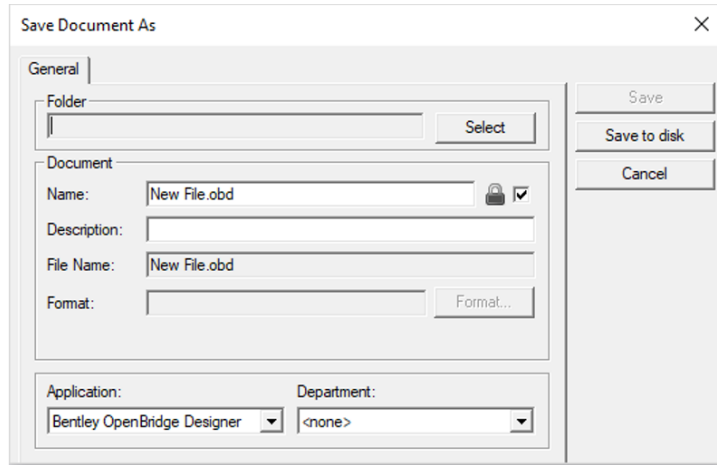 Save Document As
General
Folder
Select
Document
Name: New File.obd
Description:
File Name: New File.obd
Format: Format...
Application: Department:
Bentley OpenBridge Designer <none>
Save
Save to disk
Cancel